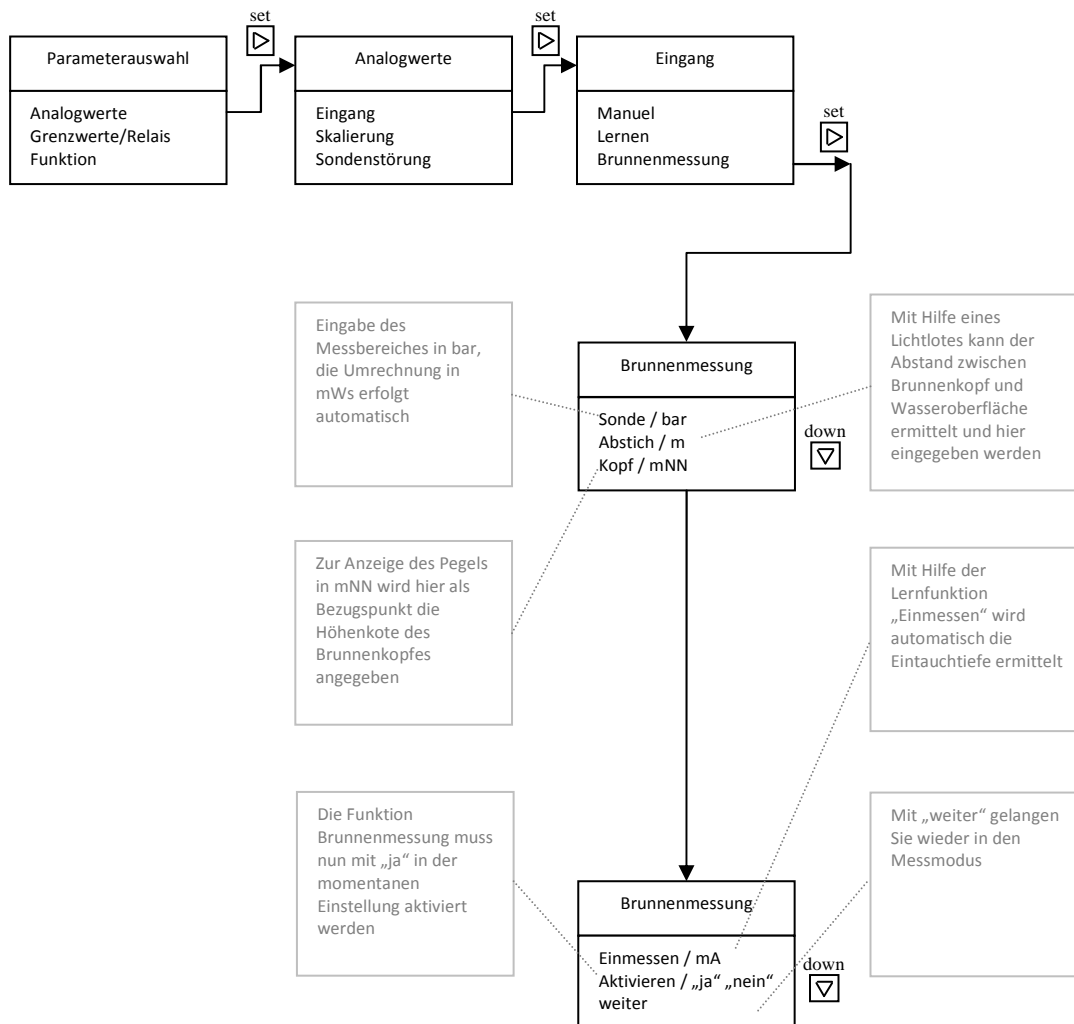 set
set
Parameterauswahl
Analogwerte
Grenzwerte/Relais
Funktion
Analogwerte
Eingang
Skalierung
Sondenstörung
Eingang
Manuel
Lernen
Brunnenmessung
set
Eingabe des
Messbereiches in bar,
die Umrechnung in
mWs erfolgt
automatisch
Brunnenmessung
Sonde / bar
Abstich / m
Kopf / mNN
down
Mit Hilfe eines
Lichtlotes kann der
Abstand zwischen
Brunnenkopf und
Wasseroberfläche
ermittelt und hier
eingegeben werden
Zur Anzeige des Pegels
in mNN wird hier als
Bezugspunkt die
Höhenkote des
Brunnenkopfes
angegeben
Mit Hilfe der
Lernfunktion
„Einmessen“ wird
automatisch die
Eintauchtiefe ermittelt
Die Funktion
Brunnenmessung muss
nun mit „ja“ in der
momentanen
Einstellung aktiviert
werden
Mit „weiter“ gelangen
Sie wieder in den
Messmodus
Brunnenmessung
Einmessen / mA
Aktivieren / „ja“ „nein“
weiter
down